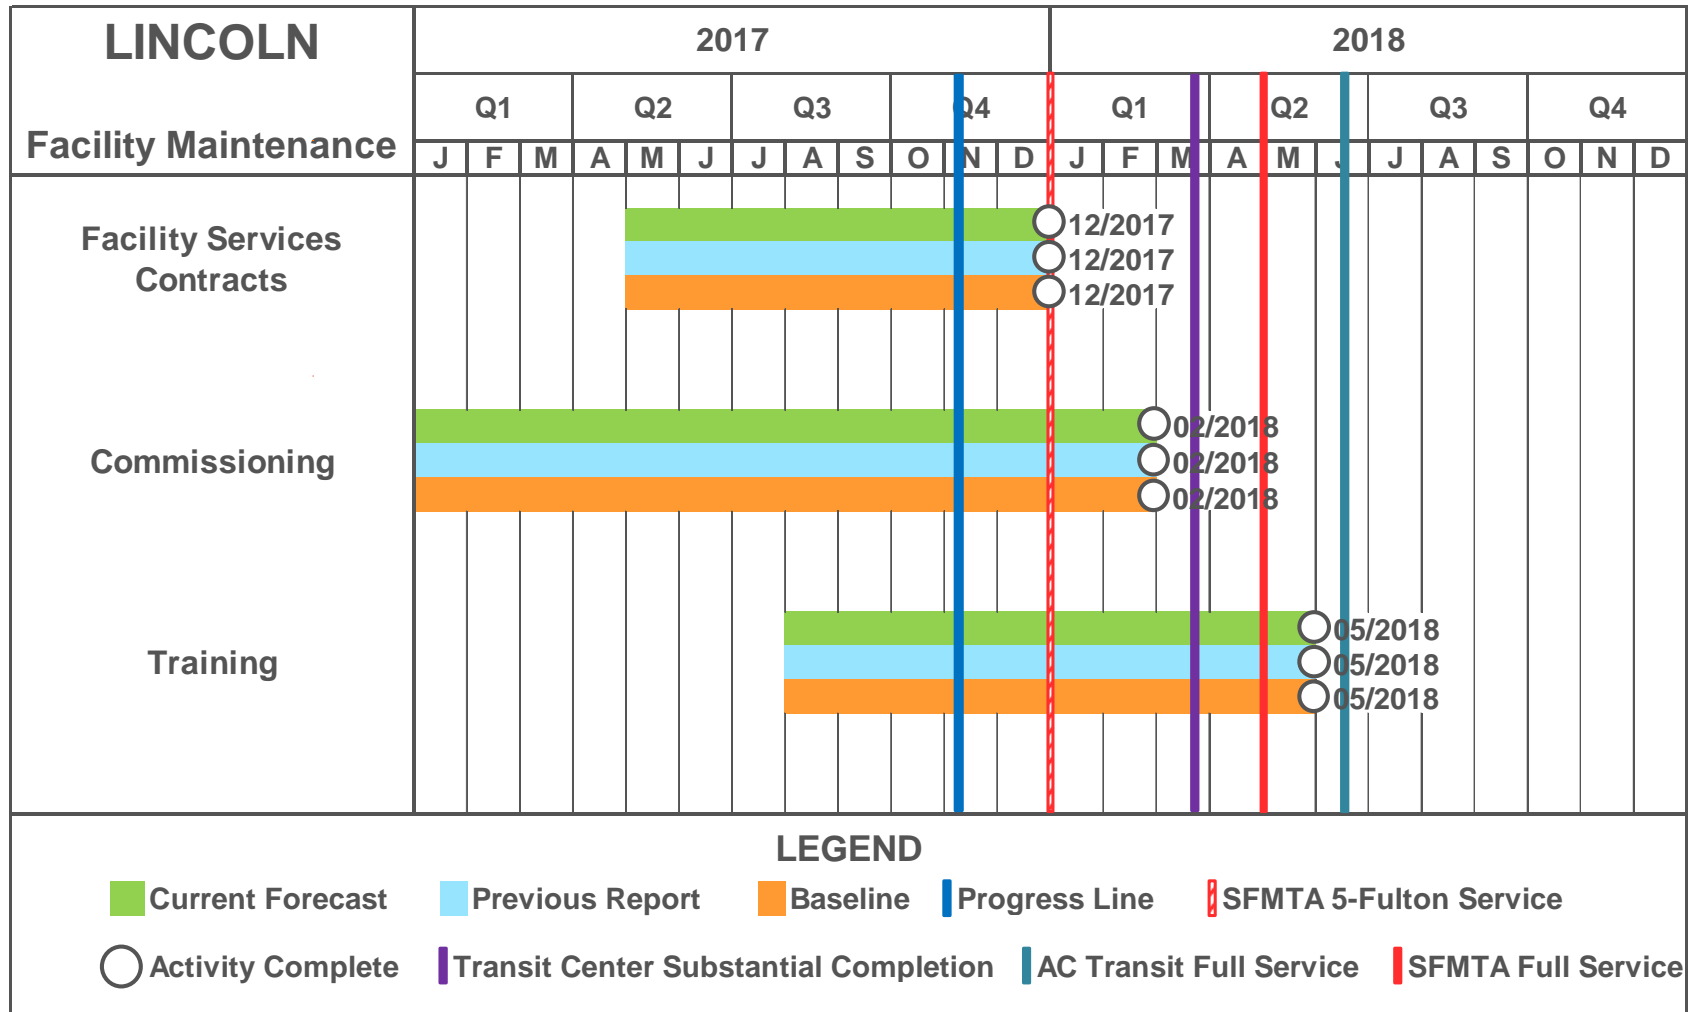 LINCOLN
Facility Maintenance
2017 2018
Q1 Q2 Q3 Q4 Q1 Q2 Q3 Q4
J F M A M J J A S O N D J F M A M J J A S O N D
Facility Services
Contracts
12/2017
12/2017
12/2017
Commissioning
02/2018
02/2018
02/2018
Training
05/2018
05/2018
05/2018
LEGEND
Current Forecast Previous Report Baseline Progress Line SFMTA 5-Fulton Service
Activity Complete Transit Center Substantial Completion AC Transit Full Service SFMTA Full Service